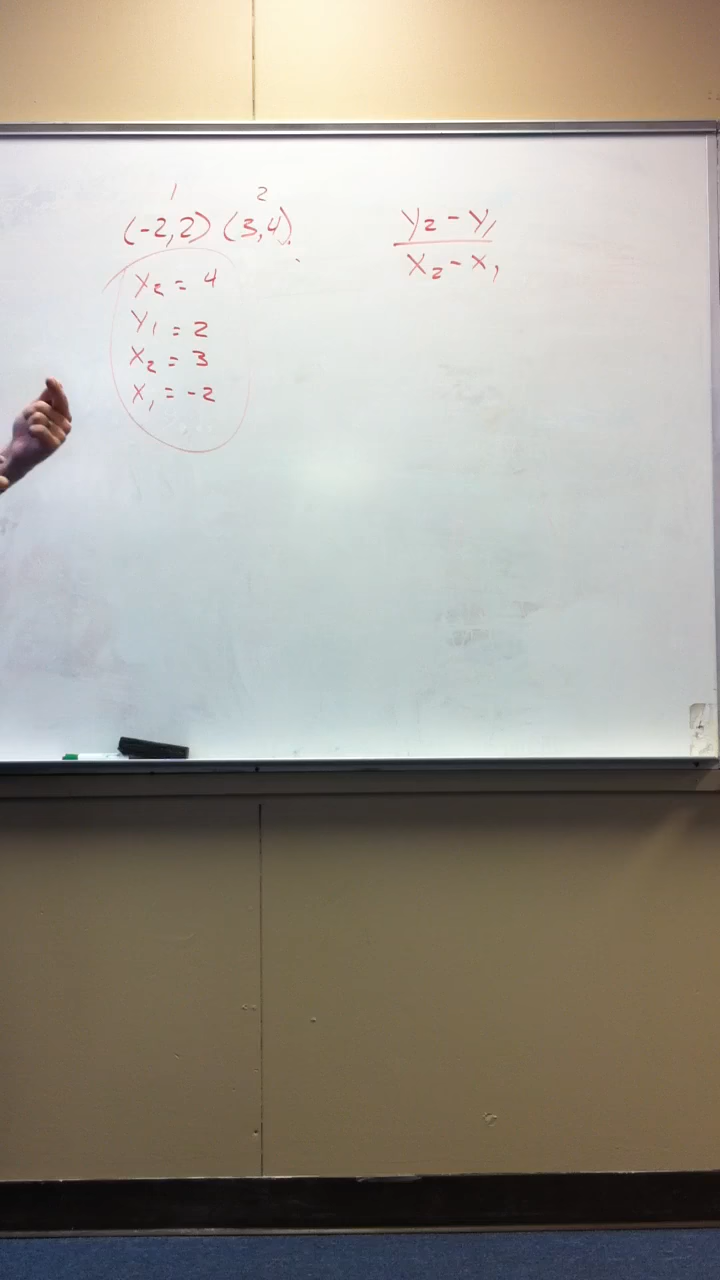 1 2
(-2,2) (3,4)
y₂ - y₁
x₂ - x₁
y₂ = 4
y₁ = 2
x₂ = 3
x₁ = -2